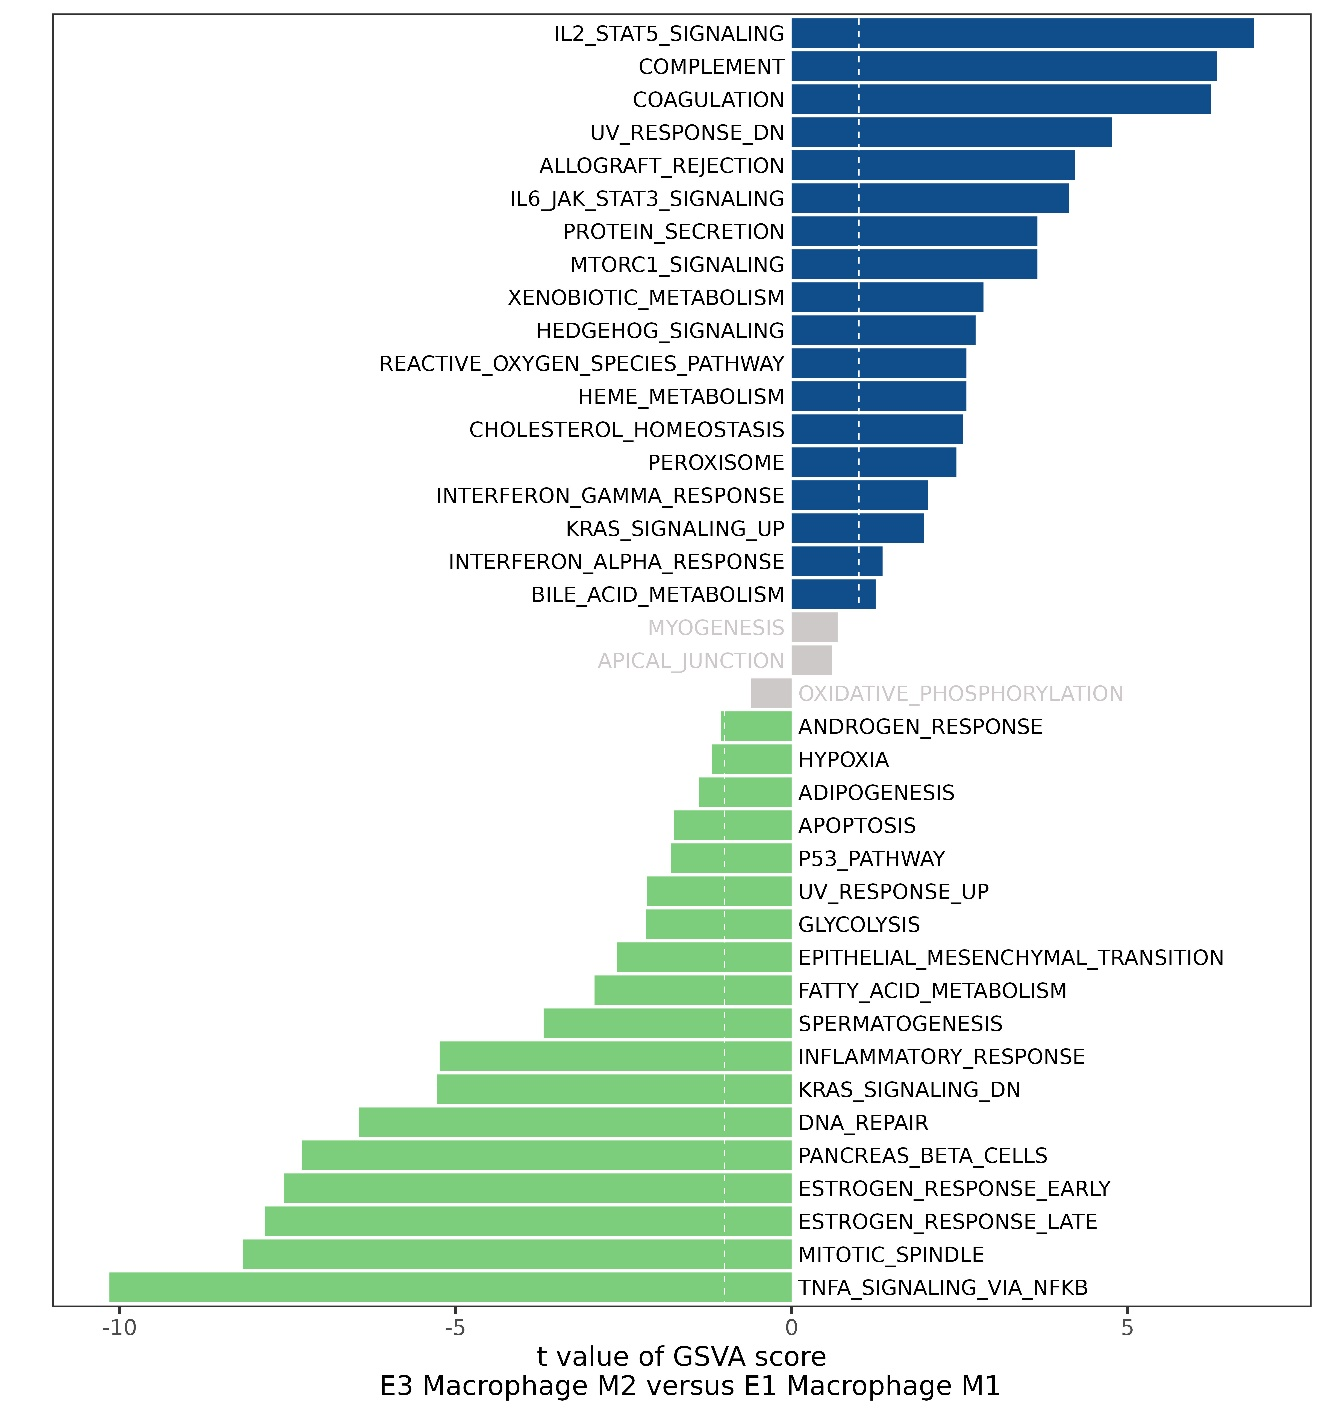 IL2_STAT5_SIGNALING
COMPLEMENT
COAGULATION
UV_RESPONSE_DN
ALLOGRAFT_REJECTION
IL6_JAK_STAT3_SIGNALING
PROTEIN_SECRETION
MTORC1_SIGNALING
XENOBIOTIC_METABOLISM
HEDGEHOG_SIGNALING
REACTIVE_OXYGEN_SPECIES_PATHWAY
HEME_METABOLISM
CHOLESTEROL_HOMEOSTASIS
PEROXISOME
INTERFERON_GAMMA_RESPONSE
KRAS_SIGNALING_UP
INTERFERON_ALPHA_RESPONSE
BILE_ACID_METABOLISM
MYOGENESIS
APICAL_JUNCTION
OXIDATIVE_PHOSPHORYLATION
ANDROGEN_RESPONSE
HYPOXIA
ADIPOGENESIS
APOPTOSIS
P53_PATHWAY
UV_RESPONSE_UP
GLYCOLYSIS
EPITHELIAL_MESENCHYMAL_TRANSITION
FATTY_ACID_METABOLISM
SPERMATOGENESIS
INFLAMMATORY_RESPONSE
KRAS_SIGNALING_DN
DNA_REPAIR
PANCREAS_BETA_CELLS
ESTROGEN_RESPONSE_EARLY
ESTROGEN_RESPONSE_LATE
MITOTIC_SPINDLE
TNFA_SIGNALING_VIA_NFKB
-10 -5 0 5
t value of GSVA score
E3 Macrophage M2 versus E1 Macrophage M1